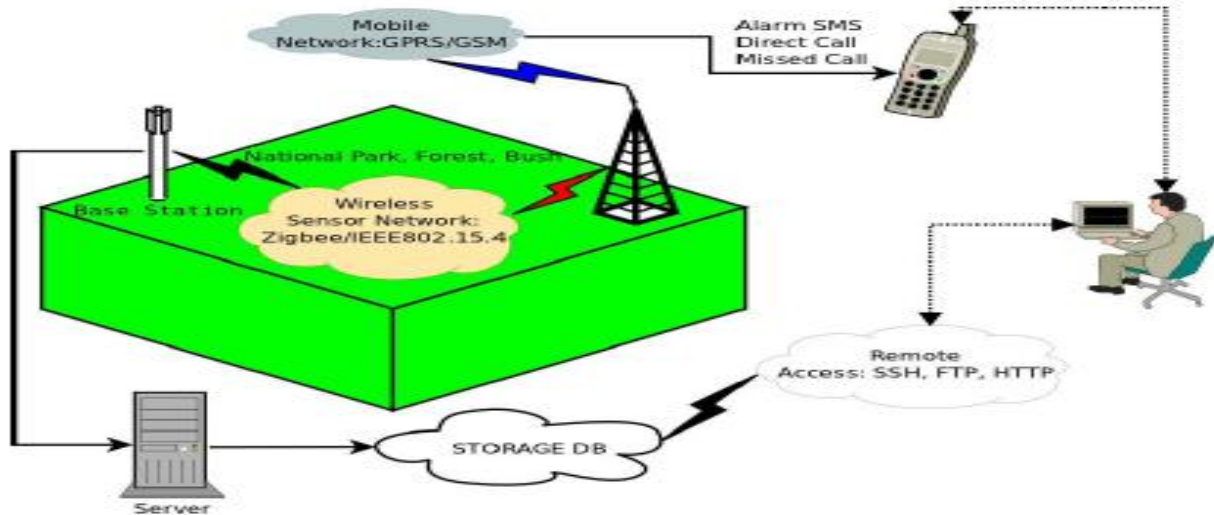 Mobile
Network:GPRS/GSM
Alarm SMS
Direct Call
Missed Call
National Park, Forest, Bush
Base Station
Wireless
Sensor Network:
Zigbee/IEEE802.15.4
Remote
Access: SSH, FTP, HTTP
STORAGE DB
Server